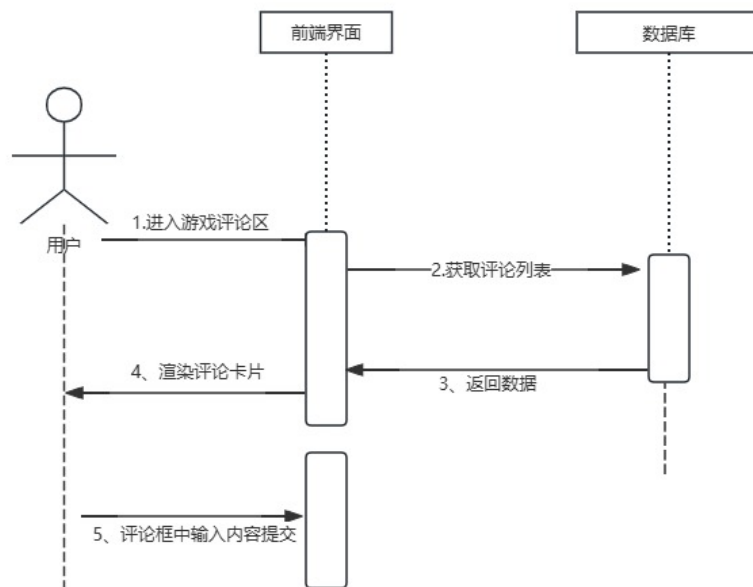 前端界面
数据库
用户
1.进入游戏评论区
2.获取评论列表
3、返回数据
4、渲染评论卡片
5、评论框中输入内容提交